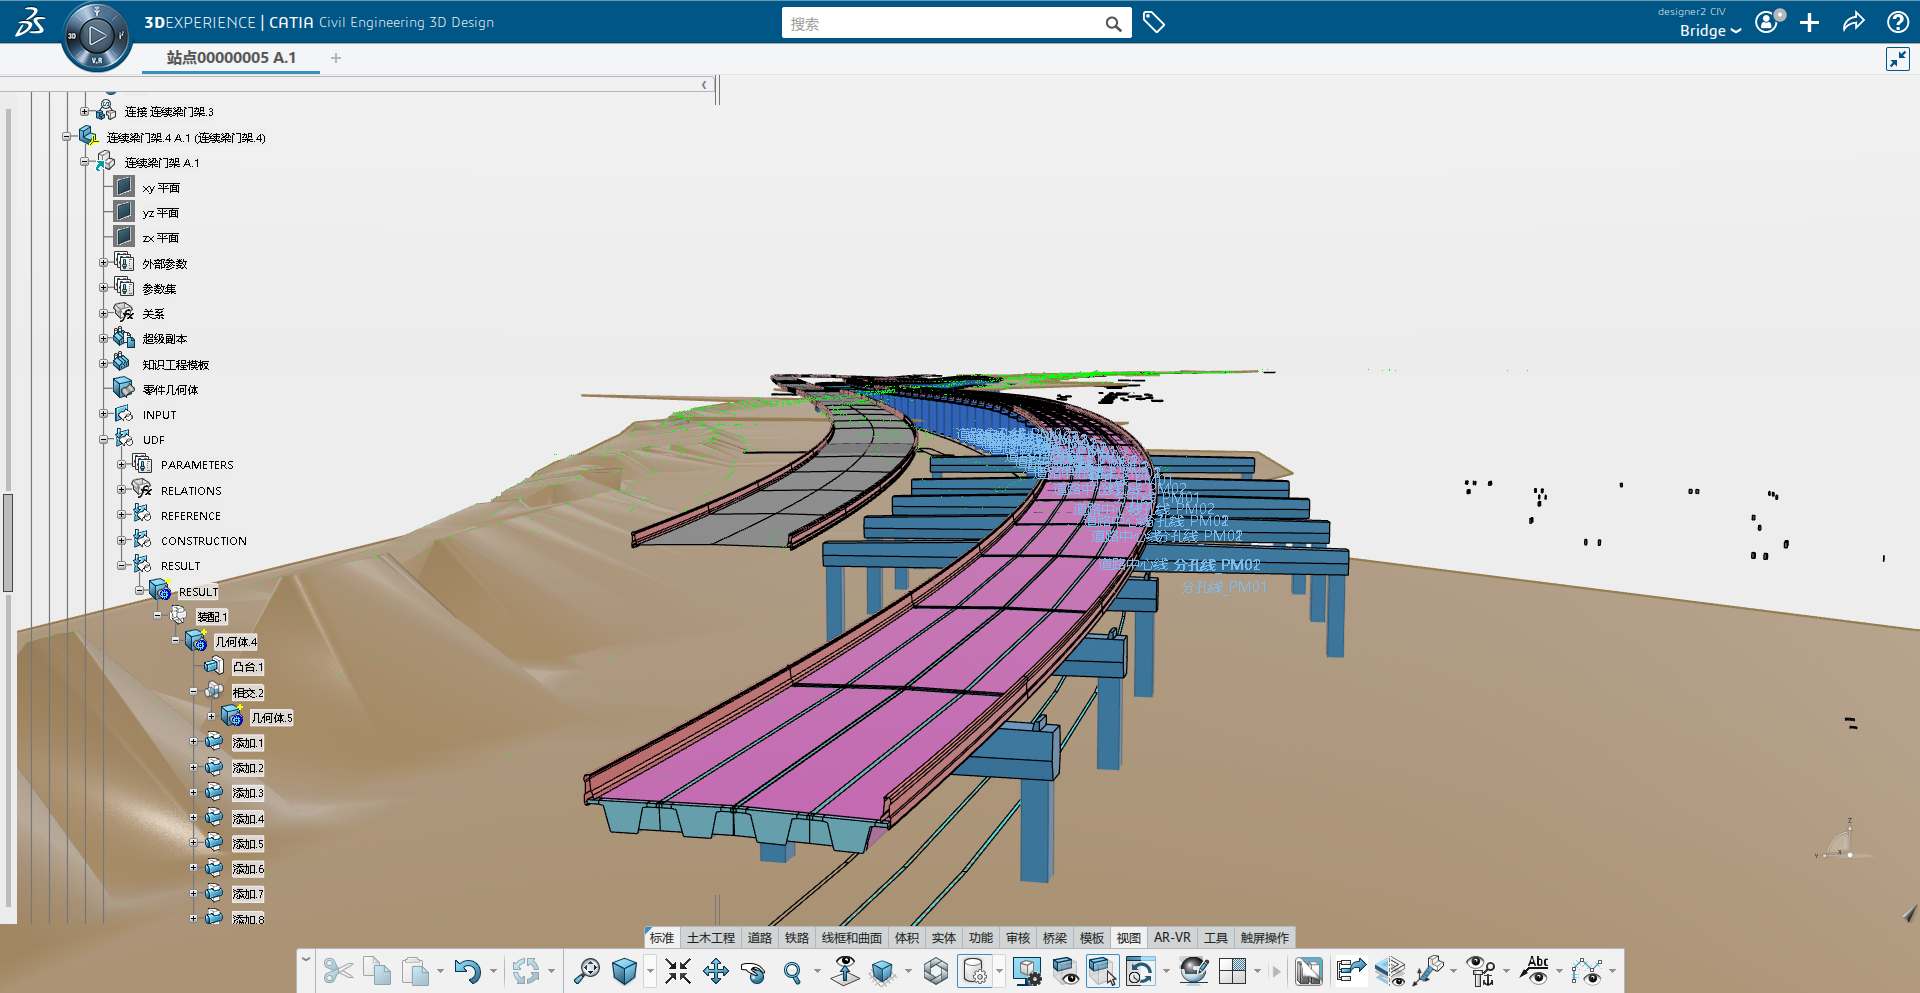 3DEXPERIENCE | CATIA Civil Engineering 3D Design
搜索
designer2 CIV
Bridge
3D
V.R
站点00000005 A.1
连接 连续梁门架.3
连续梁门架.4 A.1 (连续梁门架.4)
连续梁门架 A.1
xy 平面
yz 平面
zx 平面
外部参数
参数集
关系
超级副本
知识工程模板
零件几何体
INPUT
UDF
PARAMETERS
RELATIONS
REFERENCE
CONSTRUCTION
RESULT
RESULT
装配.1
几何体.4
凸台.1
相交.2
几何体.5
添加.1
添加.2
添加.3
添加.4
添加.5
添加.6
添加.7
添加.8
道路中心线 分孔线 PM02
分孔线_PM01
标准 土木工程 道路 铁路 线框和曲面 体积 实体 功能 审核 桥梁 模板 视图 AR-VR 工具 触屏操作
Abc